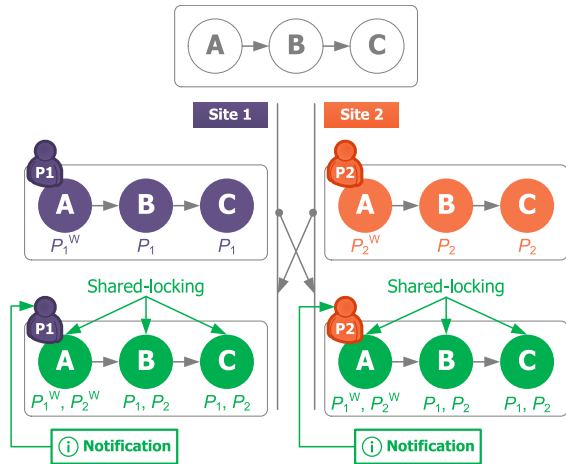 A B C
Site 1 Site 2
P1 P2
A B C A B C
P₁ᵂ P₁ P₁ P₂ᵂ P₂ P₂
Shared-locking Shared-locking
P1 P2
A B C A B C
P₁ᵂ, P₂ᵂ P₁, P₂ P₁, P₂ P₁ᵂ, P₂ᵂ P₁, P₂ P₁, P₂
i Notification i Notification